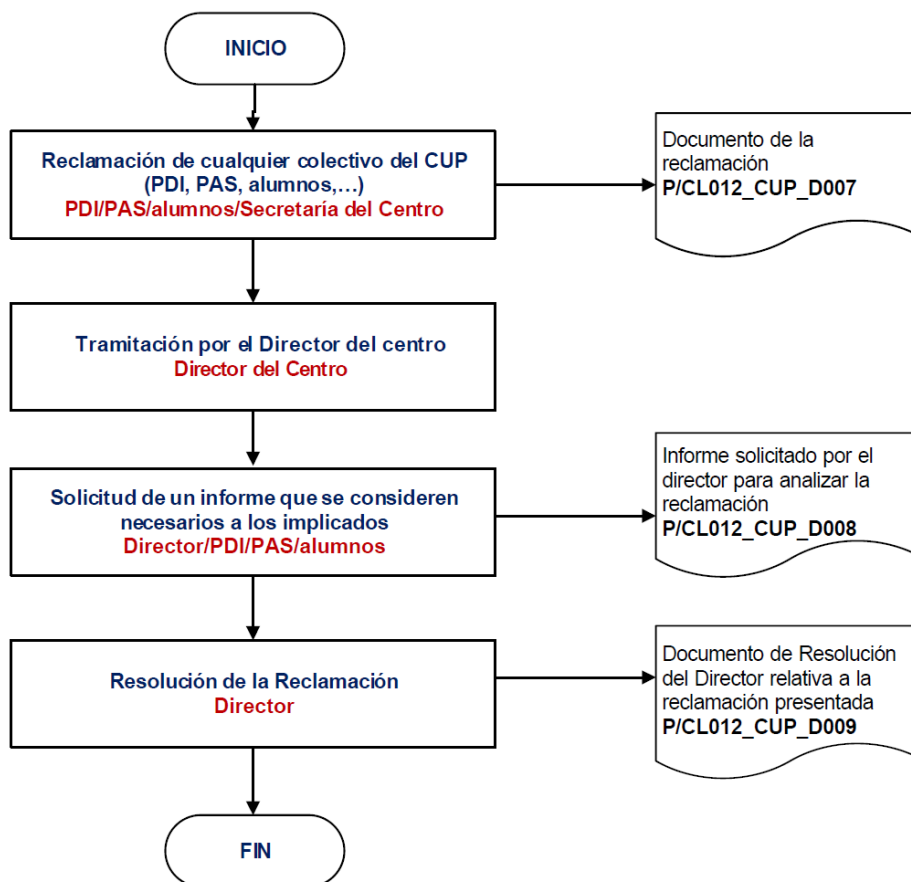 INICIO
Reclamación de cualquier colectivo del CUP
(PDI, PAS, alumnos,…)
PDI/PAS/alumnos/Secretaría del Centro
Documento de la
reclamación
P/CL012_CUP_D007
Tramitación por el Director del centro
Director del Centro
Solicitud de un informe que se consideren
necesarios a los implicados
Director/PDI/PAS/alumnos
Informe solicitado por el
director para analizar la
reclamación
P/CL012_CUP_D008
Resolución de la Reclamación
Director
Documento de Resolución
del Director relativa a la
reclamación presentada
P/CL012_CUP_D009
FIN